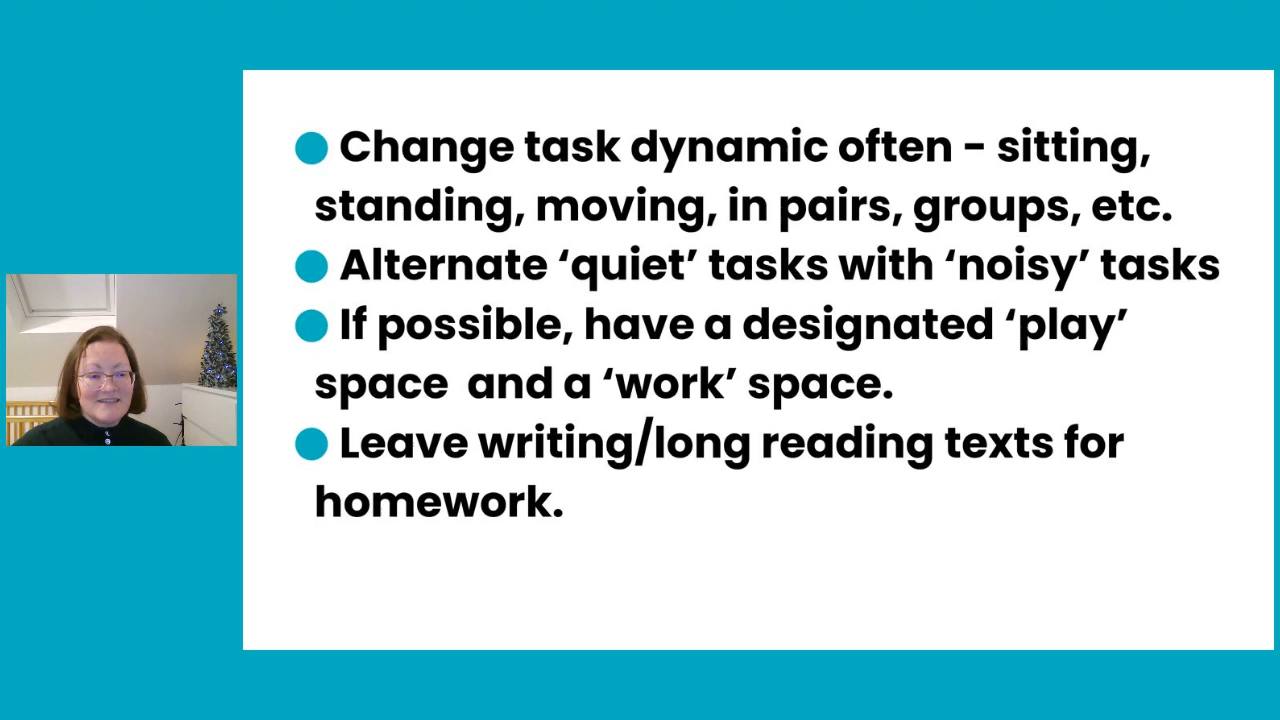 ● Change task dynamic often - sitting,
standing, moving, in pairs, groups, etc.
● Alternate ‘quiet’ tasks with ‘noisy’ tasks
● If possible, have a designated ‘play’
space  and a ‘work’ space.
● Leave writing/long reading texts for
homework.